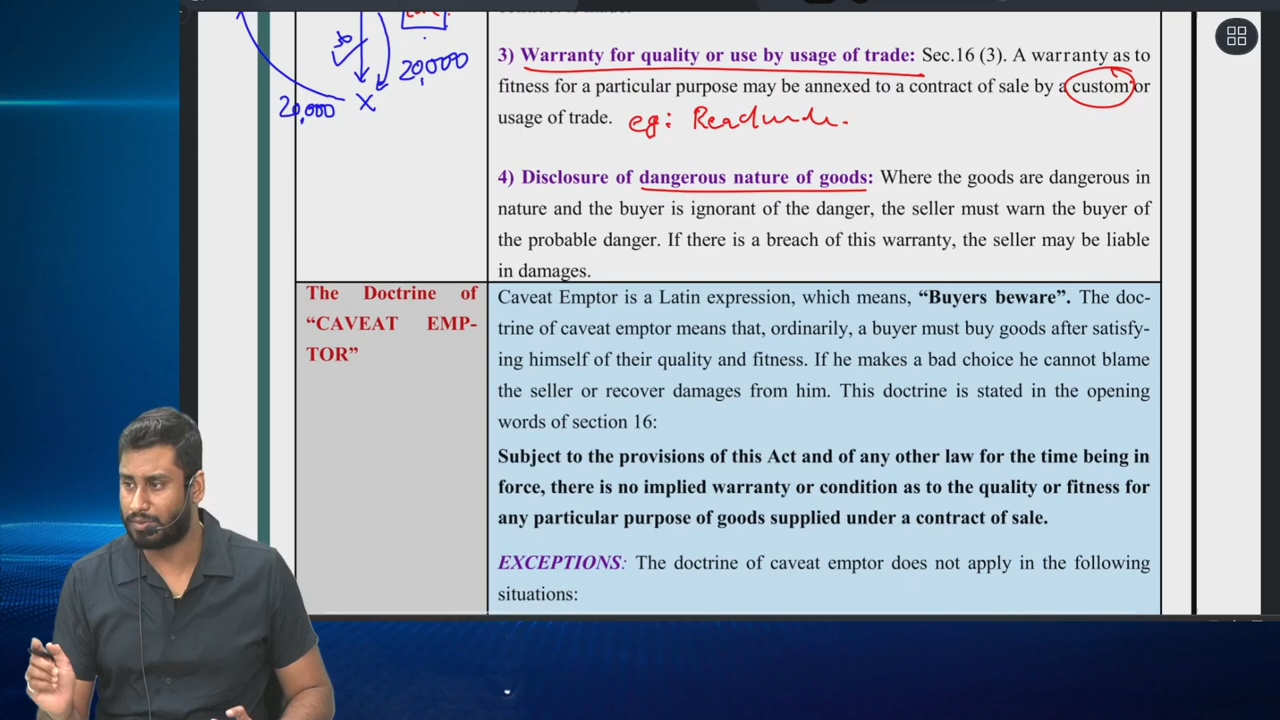 20,000
20,000
X
3) Warranty for quality or use by usage of trade: Sec.16 (3). A warranty as to
fitness for a particular purpose may be annexed to a contract of sale by a custom or
usage of trade. eg:
4) Disclosure of dangerous nature of goods: Where the goods are dangerous in
nature and the buyer is ignorant of the danger, the seller must warn the buyer of
the probable danger. If there is a breach of this warranty, the seller may be liable
in damages.
The Doctrine of
“CAVEAT EMP-
TOR”
Caveat Emptor is a Latin expression, which means, “Buyers beware”. The doc-
trine of caveat emptor means that, ordinarily, a buyer must buy goods after satisfy-
ing himself of their quality and fitness. If he makes a bad choice he cannot blame
the seller or recover damages from him. This doctrine is stated in the opening
words of section 16:
Subject to the provisions of this Act and of any other law for the time being in
force, there is no implied warranty or condition as to the quality or fitness for
any particular purpose of goods supplied under a contract of sale.
EXCEPTIONS: The doctrine of caveat emptor does not apply in the following
situations: